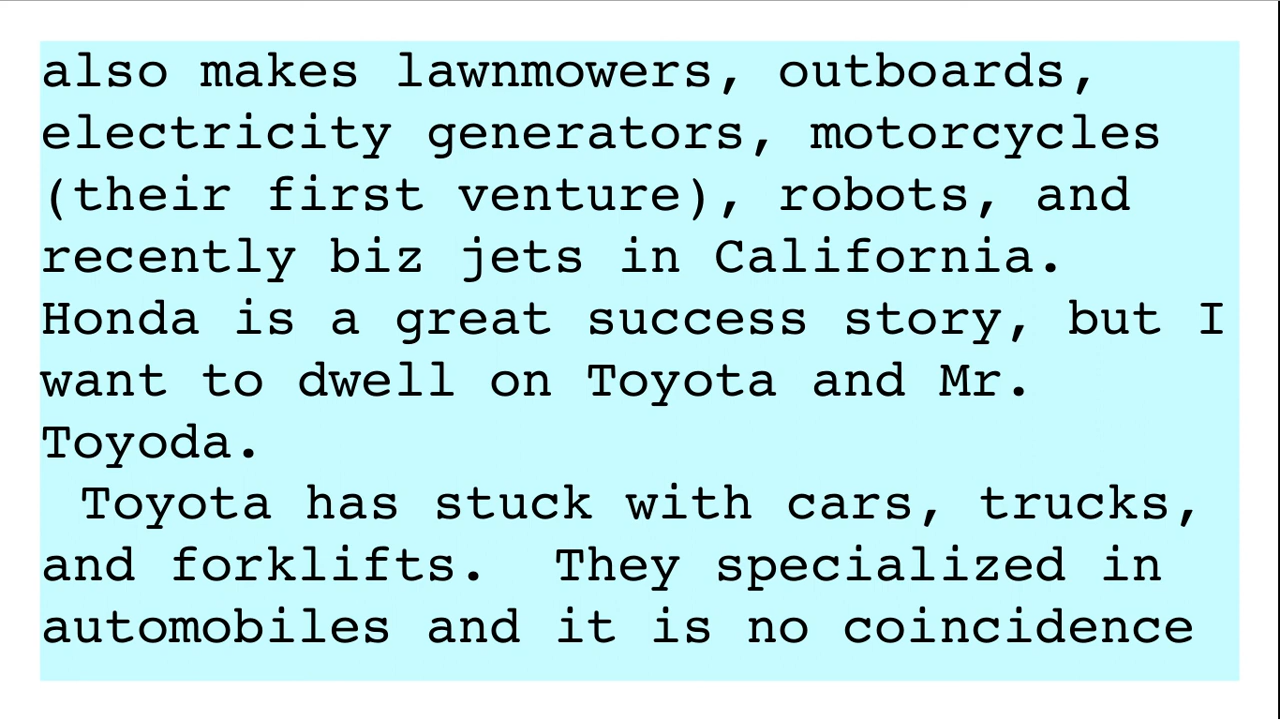 also makes lawnmowers, outboards,
electricity generators, motorcycles
(their first venture), robots, and
recently biz jets in California.
Honda is a great success story, but I
want to dwell on Toyota and Mr.
Toyoda.
Toyota has stuck with cars, trucks,
and forklifts.  They specialized in
automobiles and it is no coincidence